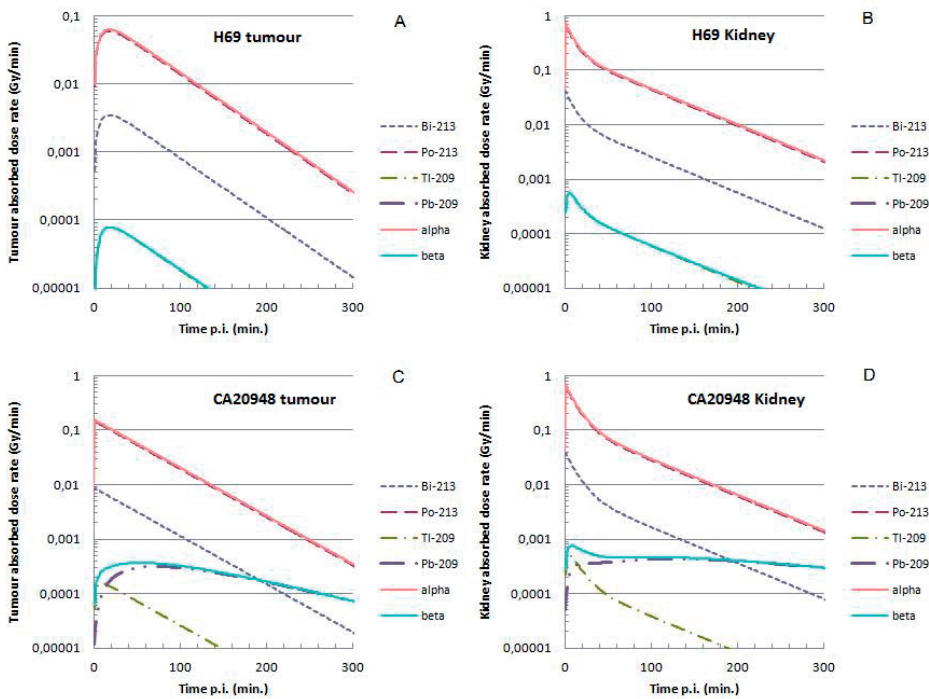 A
H69 tumour
Tumour absorbed dose rate (Gy/min)
0,1
0,01
0,001
0,0001
0,00001
0
100
200
300
Time p.i. (min.)
Bi-213
Po-213
Tl-209
Pb-209
alpha
beta
B
H69 Kidney
Kidney absorbed dose rate (Gy/min)
1
0,1
0,01
0,001
0,0001
0,00001
0
100
200
300
Time p.i. (min.)
Bi-213
Po-213
Tl-209
Pb-209
alpha
beta
C
CA20948 tumour
Tumour absorbed dose rate (Gy/min)
1
0,1
0,01
0,001
0,0001
0,00001
0
100
200
300
Time p.i. (min.)
Bi-213
Po-213
Tl-209
Pb-209
alpha
beta
D
CA20948 Kidney
Kidney absorbed dose rate (Gy/min)
1
0,1
0,01
0,001
0,0001
0,00001
0
100
200
300
Time p.i. (min.)
Bi-213
Po-213
Tl-209
Pb-209
alpha
beta